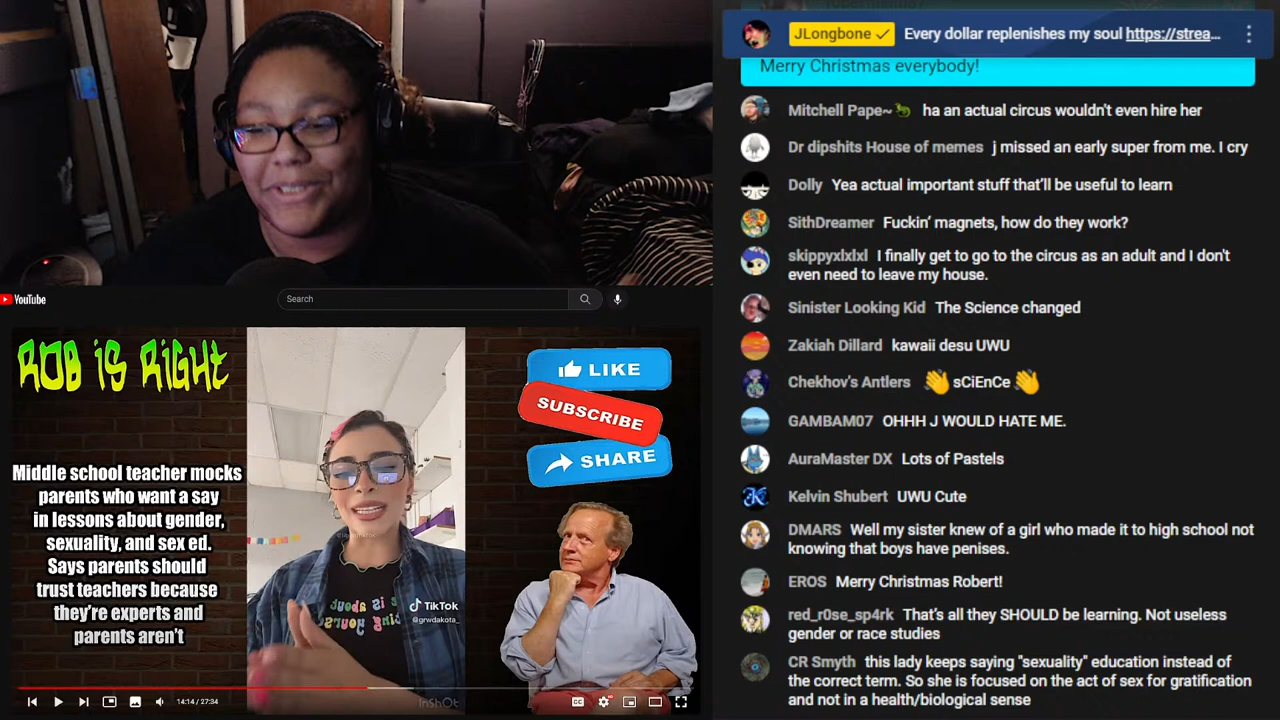 JLongbone Every dollar replenishes my soul https://strea...
Merry Christmas everybody!
Mitchell Pape~ ha an actual circus wouldn't even hire her
Dr dipshits House of memes j missed an early super from me. I cry
Dolly Yea actual important stuff that'll be useful to learn
SithDreamer Fuckin' magnets, how do they work?
skippyxlxlxl I finally get to go to the circus as an adult and I don't
even need to leave my house.
Sinister Looking Kid The Science changed
Zakiah Dillard kawaii desu UWU
Chekhov's Antlers sCiEnCe
GAMBAM07 OHHH J WOULD HATE ME.
AuraMaster DX Lots of Pastels
Kelvin Shubert UWU Cute
DMARS Well my sister knew of a girl who made it to high school not
knowing that boys have penises.
EROS Merry Christmas Robert!
red_r0se_sp4rk That's all they SHOULD be learning. Not useless
gender or race studies
CR Smyth this lady keeps saying "sexuality" education instead of
the correct term. So she is focused on the act of sex for gratification
and not in a health/biological sense
YouTube
Search
ROB iS RiGHT
Middle school teacher mocks
parents who want a say
in lessons about gender,
sexuality, and sex ed.
Says parents should
trust teachers because
they're experts and
parents aren't
TikTok
@grwdakota_
LIKE
SUBSCRIBE
SHARE
14:14 / 27:34
InShOt
CC